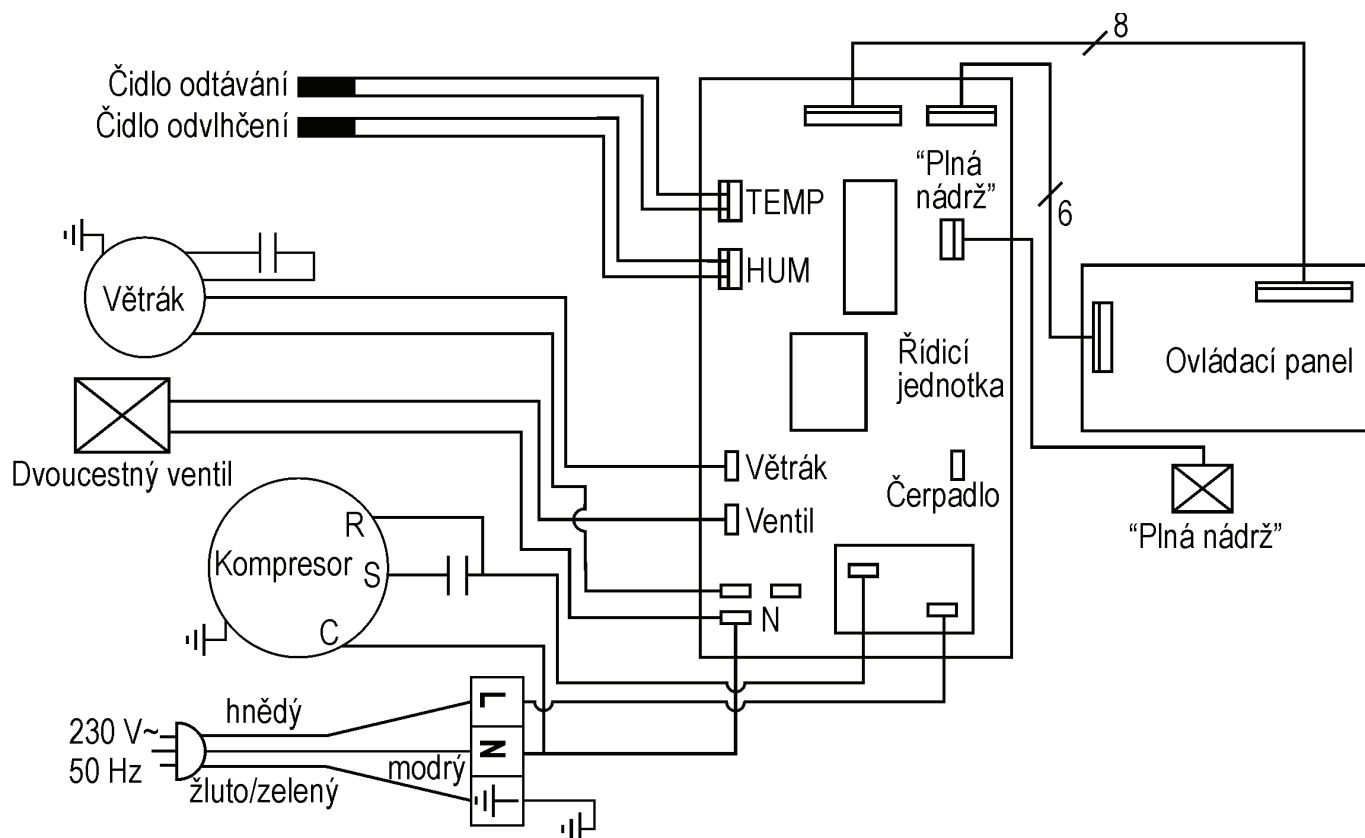 8
Čidlo odtávání
Čidlo odvlhčení
“Plná
nádrž”
TEMP
6
HUM
Větrák
Řídicí
jednotka
Ovládací panel
Dvoucestný ventil
Větrák
Čerpadlo
Ventil
“Plná nádrž”
R
Kompresor
S
C
N
L
hnědý
230 V~
50 Hz
N
modrý
žluto/zelený